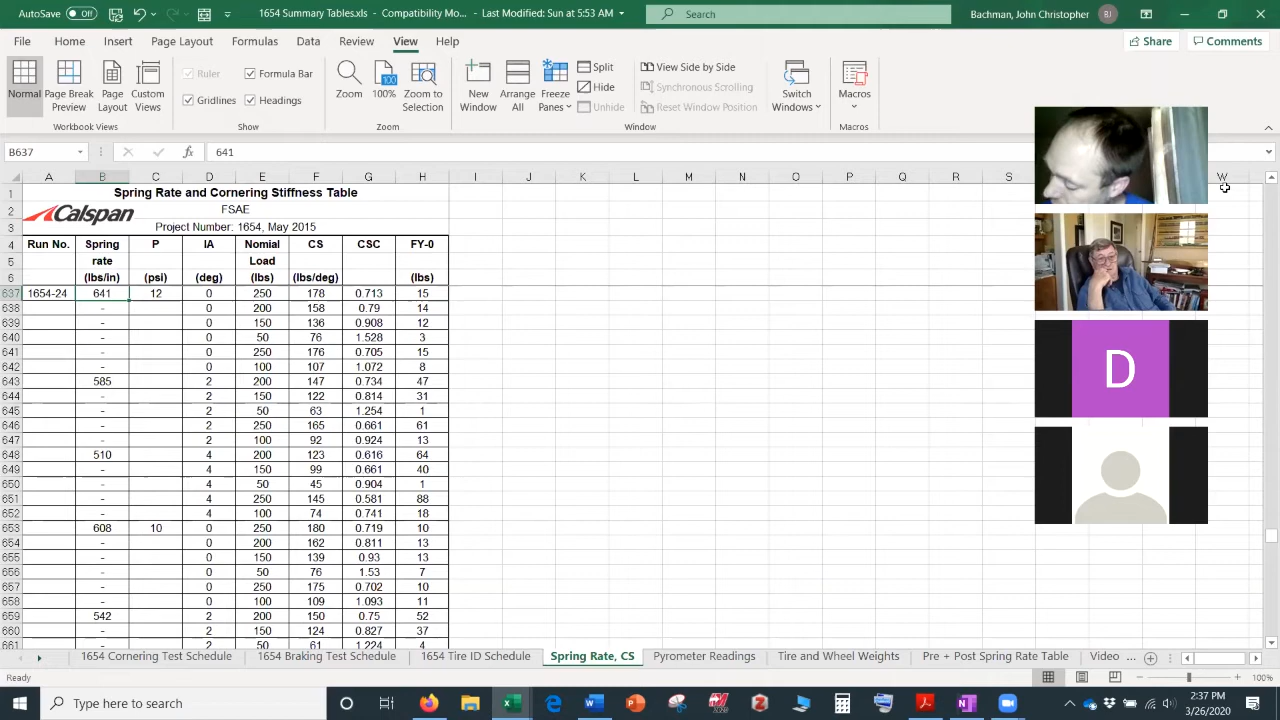 AutoSave Off 1654 Summary Tables.xls - Compatibility Mo... Last Modified: Sun at 5:53 AM Search Bachman, John Christopher BJ
File Home Insert Page Layout Formulas Data Review View Help Share Comments
Normal Page Break Preview Page Layout Custom Views
Ruler Formula Bar
Gridlines Headings
Zoom 100% Zoom to Selection
New Window Arrange All Freeze Panes
Split
Hide
Unhide
View Side by Side
Synchronous Scrolling
Reset Window Position
Switch Windows Macros
Workbook Views Show Zoom Window Macros
B637 fx 641
A B C D E F G H I J K L M N O P Q R S W
1 Spring Rate and Cornering Stiffness Table
2 Calspan FSAE
3 Project Number: 1654, May 2015
4 Run No. Spring P IA Nomial CS CSC FY-0
5 rate Load
6 (lbs/in) (psi) (deg) (lbs) (lbs/deg) (lbs)
637 1654-24 641 12 0 250 178 0.713 15
638 - 0 200 158 0.79 14
639 - 0 150 136 0.908 12
640 - 0 50 76 1.528 3
641 - 0 250 176 0.705 15
642 - 0 100 107 1.072 8
643 585 2 200 147 0.734 47
644 - 2 150 122 0.814 31
645 - 2 50 63 1.254 1
646 - 2 250 165 0.661 61
647 - 2 100 92 0.924 13
648 510 4 200 123 0.616 64
649 - 4 150 99 0.661 40
650 - 4 50 45 0.904 1
651 - 4 250 145 0.581 88
652 - 4 100 74 0.741 18
653 608 10 0 250 180 0.719 10
654 - 0 200 162 0.811 13
655 - 0 150 139 0.93 13
656 - 0 50 76 1.53 7
657 - 0 250 175 0.702 10
658 - 0 100 109 1.093 11
659 542 2 200 150 0.75 52
660 - 2 150 124 0.827 37
661 - 2 50 61 1.224 4
D
1654 Cornering Test Schedule 1654 Braking Test Schedule 1654 Tire ID Schedule Spring Rate, CS Pyrometer Readings Tire and Wheel Weights Pre + Post Spring Rate Table Video ...
Ready 100%
Type here to search 2:37 PM
3/26/2020